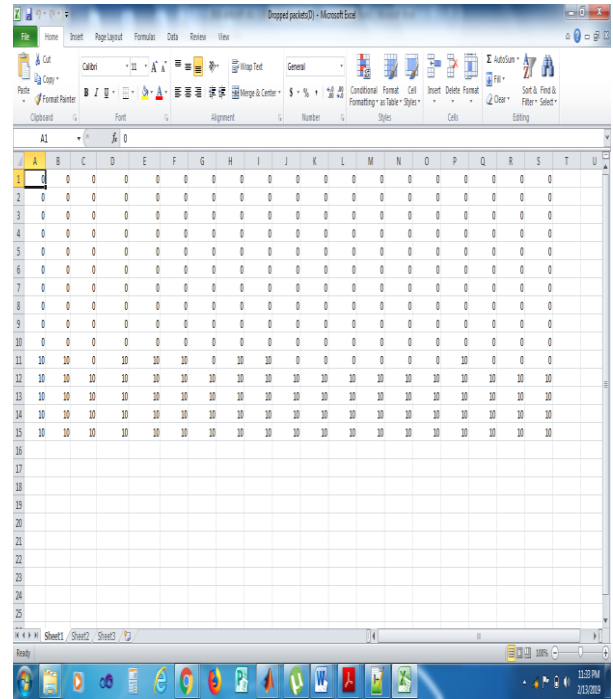 Dropped packets(D) - Microsoft Excel
File Home Insert Page Layout Formulas Data Review View
Cut
Copy
Format Painter
Paste
Calibri 11
B I U
Wrap Text
Merge & Center
General
$ % ,
Conditional Formatting
Format as Table
Cell Styles
Insert Delete Format
AutoSum
Fill
Clear
Sort & Filter
Find & Select
Clipboard Font Alignment Number Styles Cells Editing
A1 fx 0
A B C D E F G H I J K L M N O P Q R S T U
1 0 0 0 0 0 0 0 0 0 0 0 0 0 0 0 0 0 0 0
2 0 0 0 0 0 0 0 0 0 0 0 0 0 0 0 0 0 0 0
3 0 0 0 0 0 0 0 0 0 0 0 0 0 0 0 0 0 0 0
4 0 0 0 0 0 0 0 0 0 0 0 0 0 0 0 0 0 0 0
5 0 0 0 0 0 0 0 0 0 0 0 0 0 0 0 0 0 0 0
6 0 0 0 0 0 0 0 0 0 0 0 0 0 0 0 0 0 0 0
7 0 0 0 0 0 0 0 0 0 0 0 0 0 0 0 0 0 0 0
8 0 0 0 0 0 0 0 0 0 0 0 0 0 0 0 0 0 0 0
9 0 0 0 0 0 0 0 0 0 0 0 0 0 0 0 0 0 0 0
10 0 0 0 0 0 0 0 0 0 0 0 0 0 0 0 0 0 0 0
11 10 10 0 10 10 10 0 10 10 0 0 0 0 0 0 10 0 0 0
12 10 10 10 10 10 10 10 10 10 10 10 10 10 10 10 10 10 10 10
13 10 10 10 10 10 10 10 10 10 10 10 10 10 10 10 10 10 10 10
14 10 10 10 10 10 10 10 10 10 10 10 10 10 10 10 10 10 10 10
15 10 10 10 10 10 10 10 10 10 10 10 10 10 10 10 10 10 10 10
16
17
18
19
20
21
22
23
24
25
Sheet1 Sheet2 Sheet3
Ready 100%
11:33 PM
2/13/2019